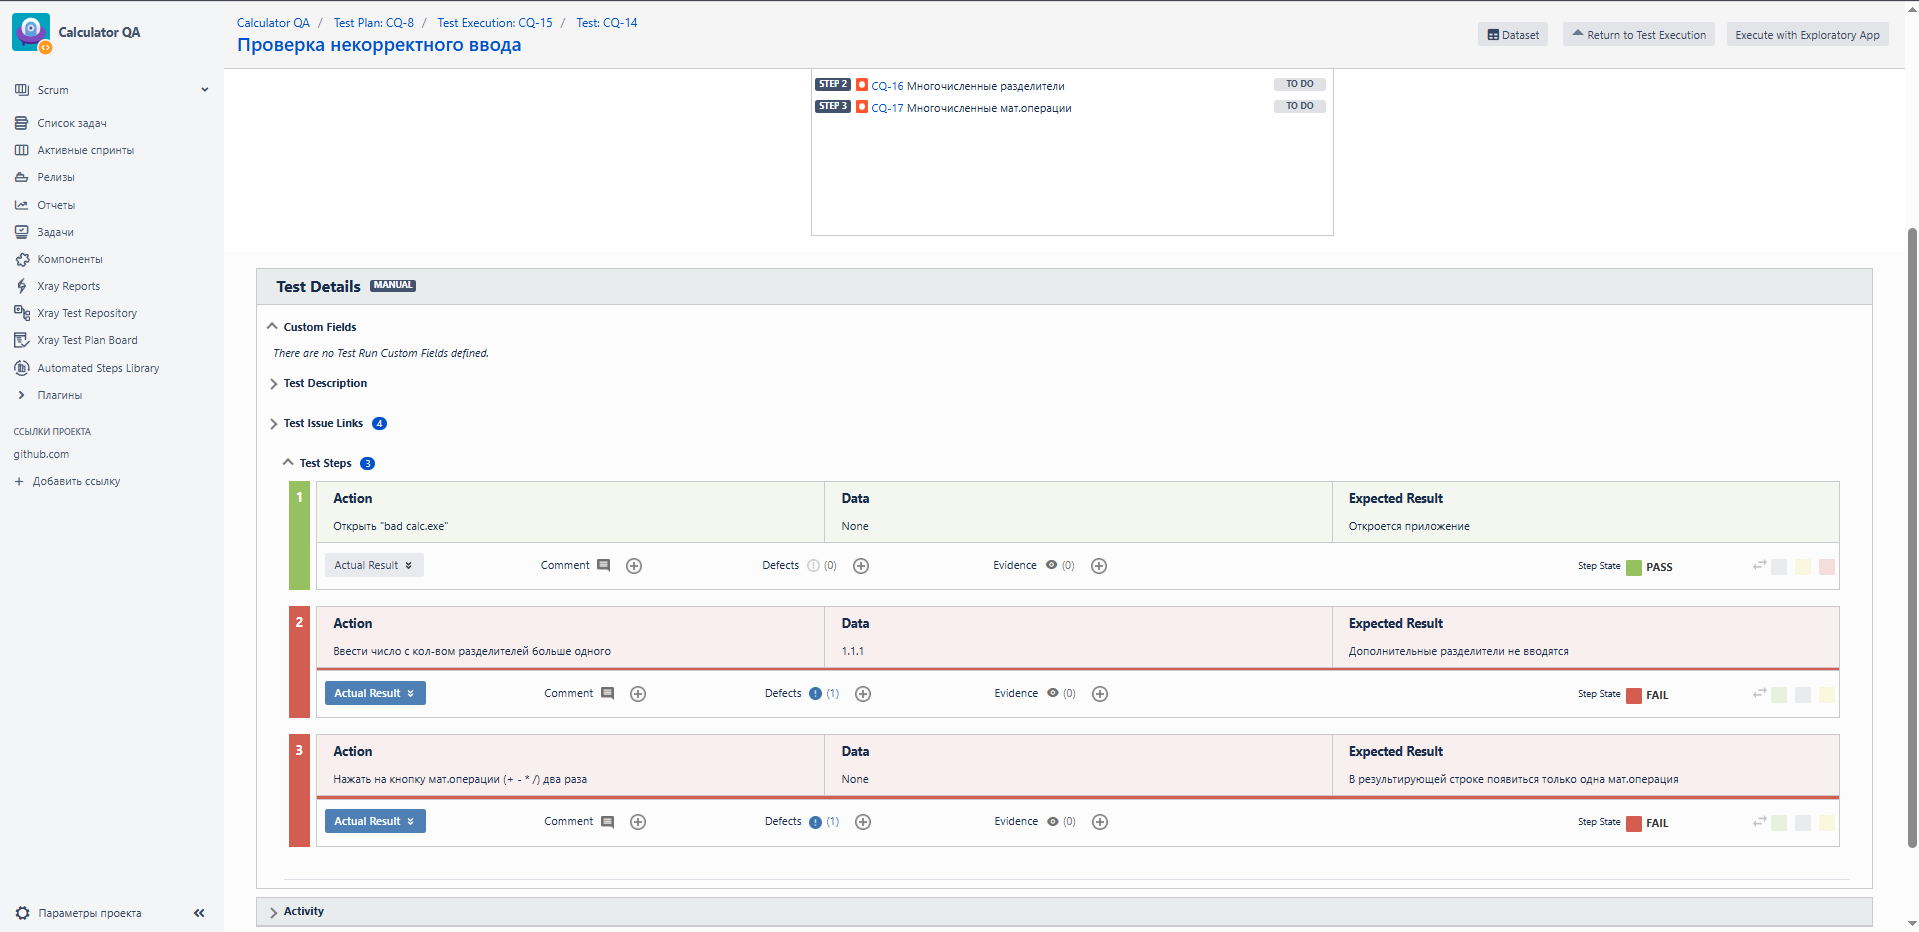 Calculator QA
Scrum
Список задач
Активные спринты
Релизы
Отчеты
Задачи
Компоненты
Xray Reports
Xray Test Repository
Xray Test Plan Board
Automated Steps Library
Плагины
ССЫЛКИ ПРОЕКТА
github.com
+ Добавить ссылку
Параметры проекта
Calculator QA / Test Plan: CQ-8 / Test Execution: CQ-15 / Test: CQ-14
Проверка некорректного ввода
Dataset
Return to Test Execution
Execute with Exploratory App
STEP 2 CQ-16 Многочисленные разделители TO DO
STEP 3 CQ-17 Многочисленные мат.операции TO DO
Test Details MANUAL
Custom Fields
There are no Test Run Custom Fields defined.
Test Description
Test Issue Links 4
Test Steps 3
1 Action Data Expected Result
Открыть "bad calc.exe" None Откроется приложение
Actual Result Comment Defects (0) Evidence (0) Step State PASS
2 Action Data Expected Result
Ввести число с кол-вом разделителей больше одного 1.1.1 Дополнительные разделители не вводятся
Actual Result Comment Defects (1) Evidence (0) Step State FAIL
3 Action Data Expected Result
Нажать на кнопку мат.операции (+ - * /) два раза None В результирующей строке появиться только одна мат.операция
Actual Result Comment Defects (1) Evidence (0) Step State FAIL
Activity